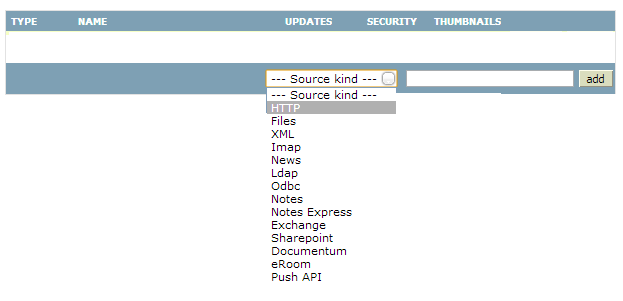 TYPE NAME UPDATES SECURITY THUMBNAILS
--- Source kind --- add
--- Source kind ---
HTTP
Files
XML
Imap
News
Ldap
Odbc
Notes
Notes Express
Exchange
Sharepoint
Documentum
eRoom
Push API